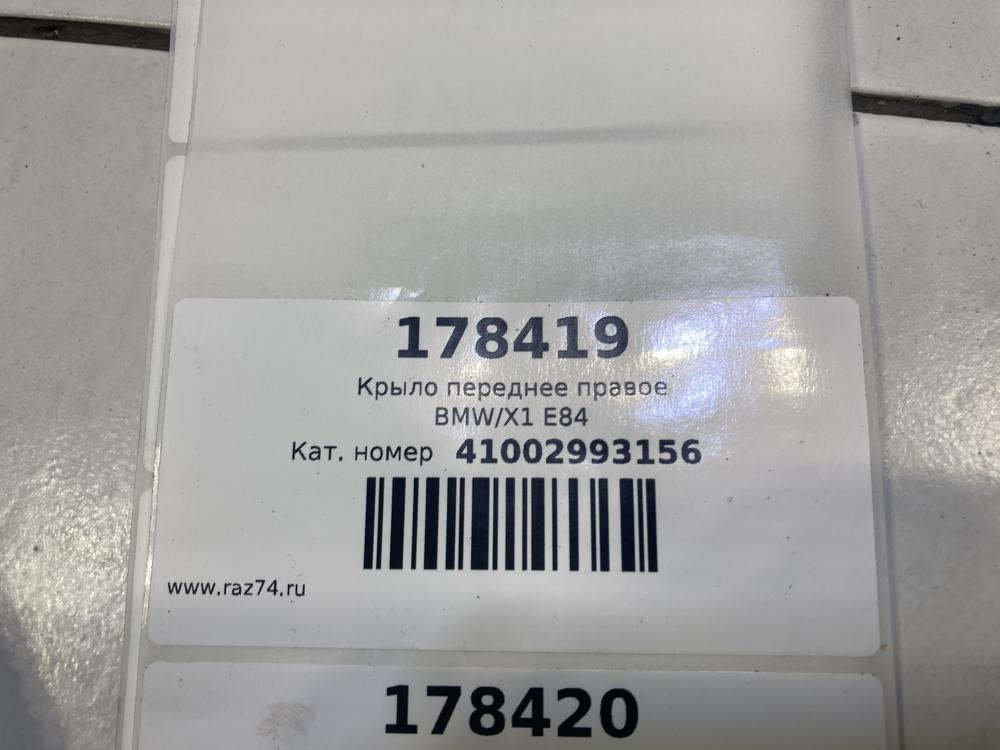 178419
Крыло переднее правое
BMW/X1 E84
Кат. номер 41002993156
www.raz74.ru
178420